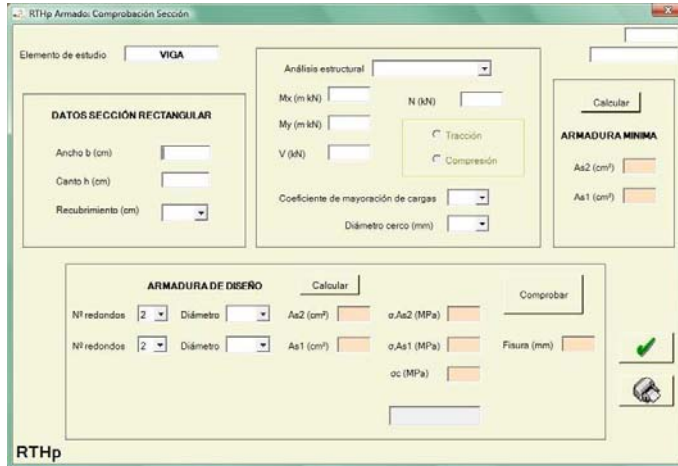 RTHp Armado: Comprobación Sección
Elemento de estudio VIGA
DATOS SECCIÓN RECTANGULAR
Ancho b (cm)
Canto h (cm)
Recubrimiento (cm)
Análisis estructural
Mx (m·kN)
N (kN)
My (m·kN)
V (kN)
Tracción
Compresión
Coeficiente de mayoración de cargas
Diámetro cerco (mm)
Calcular
ARMADURA MINIMA
As2 (cm²)
As1 (cm²)
ARMADURA DE DISEÑO Calcular
Comprobar
Nº redondos 2 Diámetro As2 (cm²) σ,As2 (MPa)
Nº redondos 2 Diámetro As1 (cm²) σ,As1 (MPa) Fisura (mm)
σc (MPa)
RTHp